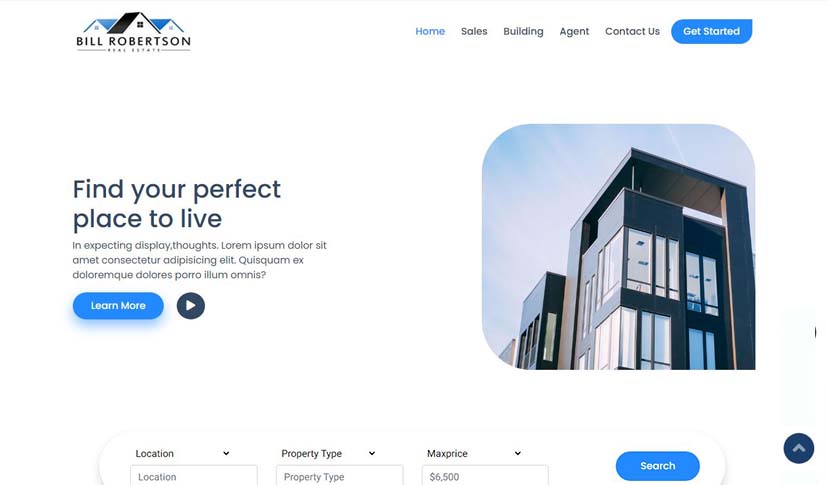 BILL ROBERTSON
REAL ESTATE
Home Sales Building Agent Contact Us Get Started
Find your perfect
place to live
In expecting display,thoughts. Lorem ipsum dolor sit
amet consectetur adipisicing elit. Quisquam ex
doloremque dolores porro illum omnis?
Learn More
Location Property Type Maxprice
Location Property Type $6,500
Search